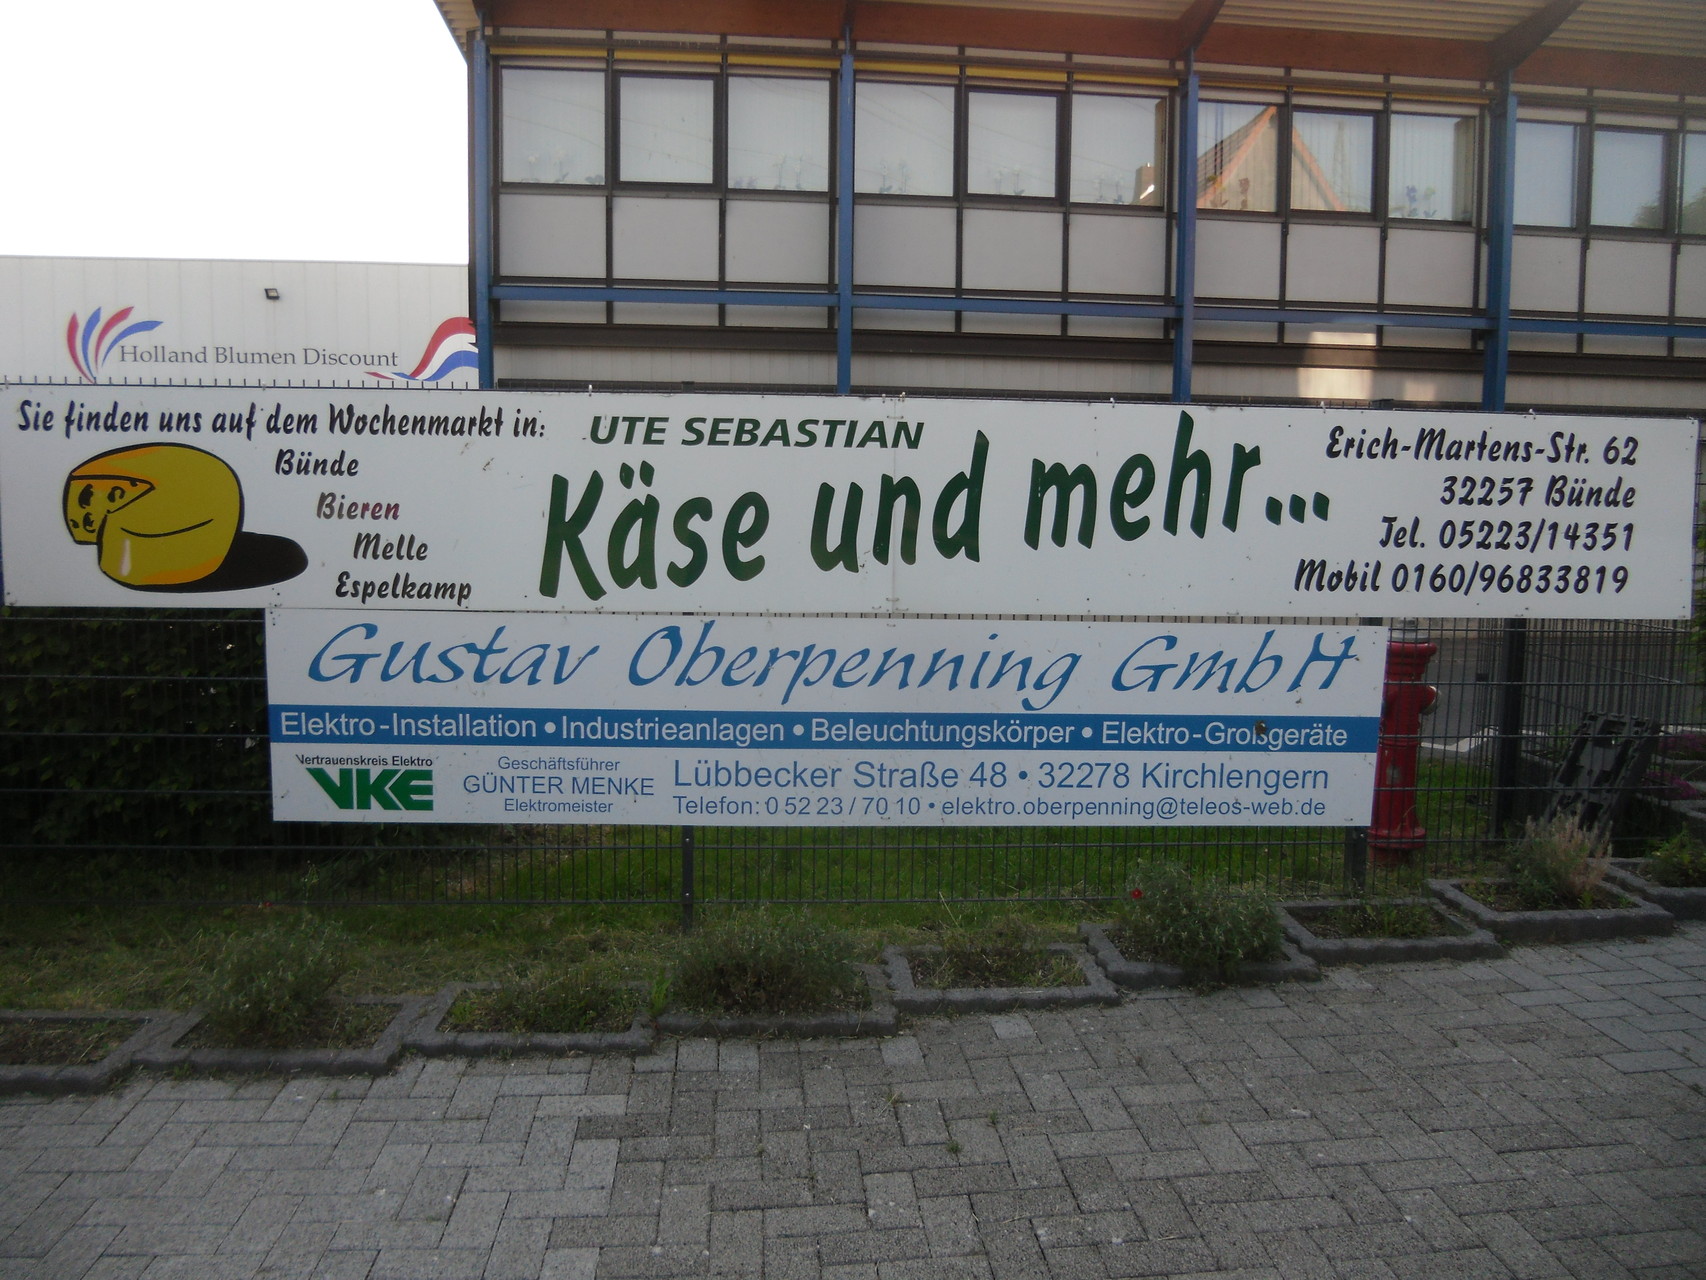 Holland Blumen Discount
Sie finden uns auf dem Wochenmarkt in:
Bünde
Bieren
Melle
Espelkamp
UTE SEBASTIAN
Käse und mehr...
Erich-Martens-Str. 62
32257 Bünde
Tel. 05223/14351
Mobil 0160/96833819
Gustav Oberpenning GmbH
Elektro-Installation • Industrieanlagen • Beleuchtungskörper • Elektro-Großgeräte
Vertrauenskreis Elektro
VKE
Geschäftsführer
GÜNTER MENKE
Elektromeister
Lübbecker Straße 48 • 32278 Kirchlengern
Telefon: 0 52 23 / 70 10 • elektro.oberpenning@teleos-web.de